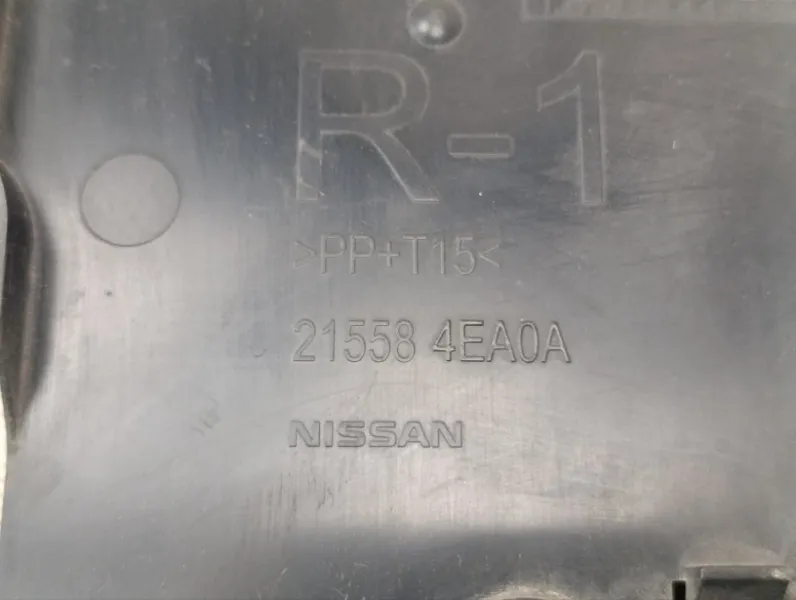 R-1
>PP+T15<
21558 4EA0A
NISSAN